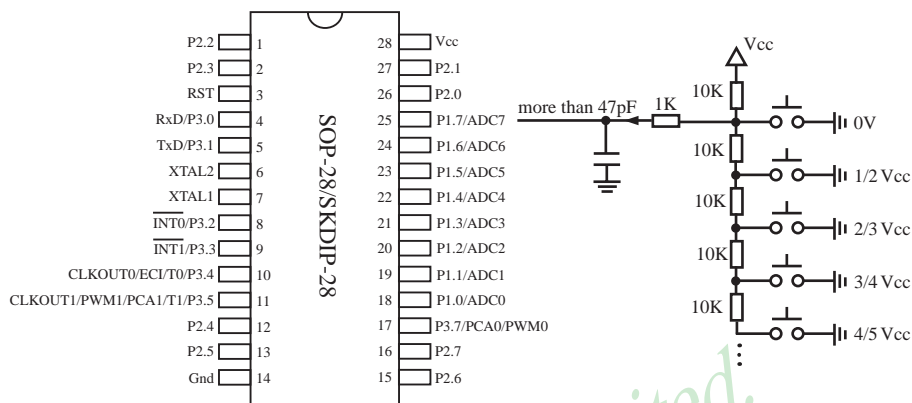 P2.2 1
P2.3 2
RST 3
RxD/P3.0 4
TxD/P3.1 5
XTAL2 6
XTAL1 7
INT0/P3.2 8
INT1/P3.3 9
CLKOUT0/ECI/T0/P3.4 10
CLKOUT1/PWM1/PCA1/T1/P3.5 11
P2.4 12
P2.5 13
Gnd 14
SOP-28/SKDIP-28
28 Vcc
27 P2.1
26 P2.0
25 P1.7/ADC7
24 P1.6/ADC6
23 P1.5/ADC5
22 P1.4/ADC4
21 P1.3/ADC3
20 P1.2/ADC2
19 P1.1/ADC1
18 P1.0/ADC0
17 P3.7/PCA0/PWM0
16 P2.7
15 P2.6
more than 47pF
1K
Vcc
10K
0V
10K
1/2 Vcc
10K
2/3 Vcc
10K
3/4 Vcc
10K
4/5 Vcc